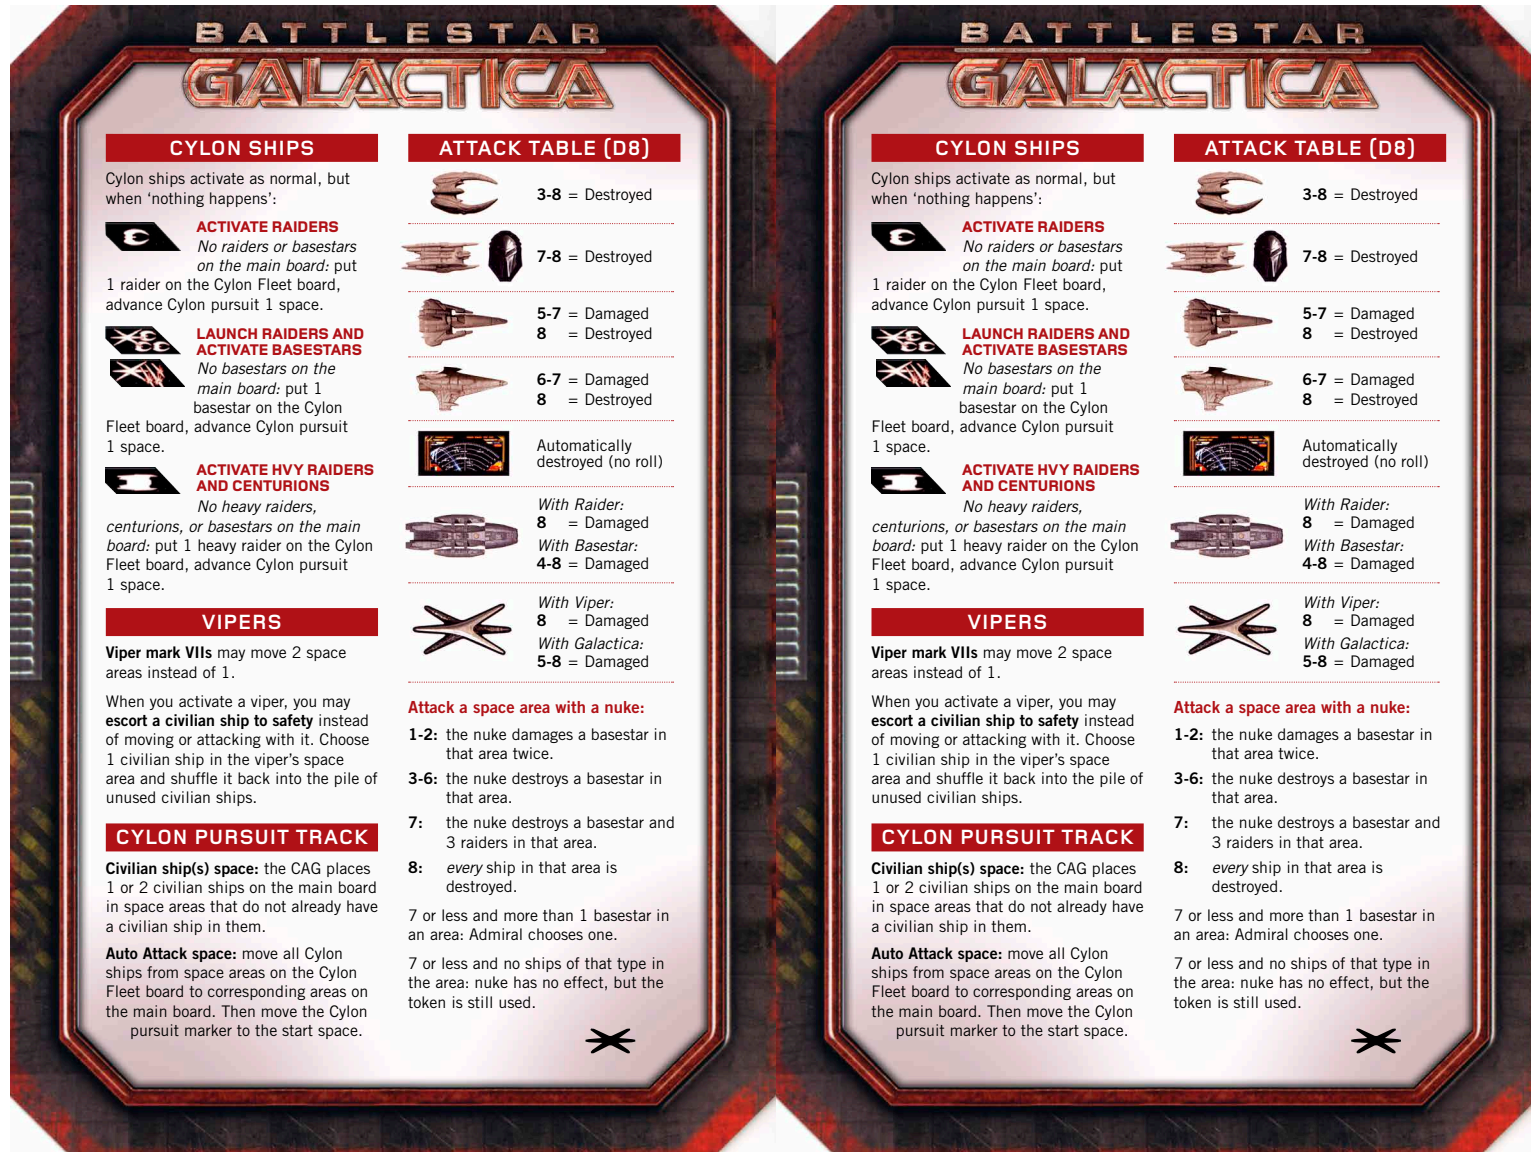 BATTLESTAR
GALACTICA
CYLON SHIPS
Cylon ships activate as normal, but
when ‘nothing happens’:
ACTIVATE RAIDERS
No raiders or basestars
on the main board: put
1 raider on the Cylon Fleet board,
advance Cylon pursuit 1 space.
LAUNCH RAIDERS AND
ACTIVATE BASESTARS
No basestars on the
main board: put 1
basestar on the Cylon
Fleet board, advance Cylon pursuit
1 space.
ACTIVATE HVY RAIDERS
AND CENTURIONS
No heavy raiders,
centurions, or basestars on the main
board: put 1 heavy raider on the Cylon
Fleet board, advance Cylon pursuit
1 space.
VIPERS
Viper mark VIIs may move 2 space
areas instead of 1.
When you activate a viper, you may
escort a civilian ship to safety instead
of moving or attacking with it. Choose
1 civilian ship in the viper’s space
area and shuffle it back into the pile of
unused civilian ships.
CYLON PURSUIT TRACK
Civilian ship(s) space: the CAG places
1 or 2 civilian ships on the main board
in space areas that do not already have
a civilian ship in them.
Auto Attack space: move all Cylon
ships from space areas on the Cylon
Fleet board to corresponding areas on
the main board. Then move the Cylon
pursuit marker to the start space.
ATTACK TABLE (D8)
3-8 = Destroyed
7-8 = Destroyed
5-7 = Damaged
8 = Destroyed
6-7 = Damaged
8 = Destroyed
Automatically
destroyed (no roll)
With Raider:
8 = Damaged
With Basestar:
4-8 = Damaged
With Viper:
8 = Damaged
With Galactica:
5-8 = Damaged
Attack a space area with a nuke:
1-2: the nuke damages a basestar in
that area twice.
3-6: the nuke destroys a basestar in
that area.
7: the nuke destroys a basestar and
3 raiders in that area.
8: every ship in that area is
destroyed.
7 or less and more than 1 basestar in
an area: Admiral chooses one.
7 or less and no ships of that type in
the area: nuke has no effect, but the
token is still used.
BATTLESTAR
GALACTICA
CYLON SHIPS
Cylon ships activate as normal, but
when ‘nothing happens’:
ACTIVATE RAIDERS
No raiders or basestars
on the main board: put
1 raider on the Cylon Fleet board,
advance Cylon pursuit 1 space.
LAUNCH RAIDERS AND
ACTIVATE BASESTARS
No basestars on the
main board: put 1
basestar on the Cylon
Fleet board, advance Cylon pursuit
1 space.
ACTIVATE HVY RAIDERS
AND CENTURIONS
No heavy raiders,
centurions, or basestars on the main
board: put 1 heavy raider on the Cylon
Fleet board, advance Cylon pursuit
1 space.
VIPERS
Viper mark VIIs may move 2 space
areas instead of 1.
When you activate a viper, you may
escort a civilian ship to safety instead
of moving or attacking with it. Choose
1 civilian ship in the viper’s space
area and shuffle it back into the pile of
unused civilian ships.
CYLON PURSUIT TRACK
Civilian ship(s) space: the CAG places
1 or 2 civilian ships on the main board
in space areas that do not already have
a civilian ship in them.
Auto Attack space: move all Cylon
ships from space areas on the Cylon
Fleet board to corresponding areas on
the main board. Then move the Cylon
pursuit marker to the start space.
ATTACK TABLE (D8)
3-8 = Destroyed
7-8 = Destroyed
5-7 = Damaged
8 = Destroyed
6-7 = Damaged
8 = Destroyed
Automatically
destroyed (no roll)
With Raider:
8 = Damaged
With Basestar:
4-8 = Damaged
With Viper:
8 = Damaged
With Galactica:
5-8 = Damaged
Attack a space area with a nuke:
1-2: the nuke damages a basestar in
that area twice.
3-6: the nuke destroys a basestar in
that area.
7: the nuke destroys a basestar and
3 raiders in that area.
8: every ship in that area is
destroyed.
7 or less and more than 1 basestar in
an area: Admiral chooses one.
7 or less and no ships of that type in
the area: nuke has no effect, but the
token is still used.